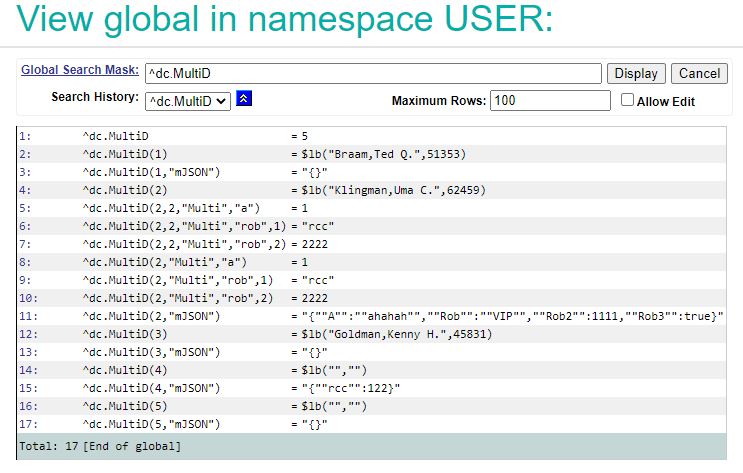 View global in namespace USER:
Global Search Mask: ^dc.MultiD Display Cancel
Search History: ^dc.MultiD Maximum Rows: 100 Allow Edit
1: ^dc.MultiD = 5
2: ^dc.MultiD(1) = $lb("Braam,Ted Q.",51353)
3: ^dc.MultiD(1,"mJSON") = "{}"
4: ^dc.MultiD(2) = $lb("Klingman,Uma C.",62459)
5: ^dc.MultiD(2,2,"Multi","a") = 1
6: ^dc.MultiD(2,2,"Multi","rob",1) = "rcc"
7: ^dc.MultiD(2,2,"Multi","rob",2) = 2222
8: ^dc.MultiD(2,"Multi","a") = 1
9: ^dc.MultiD(2,"Multi","rob",1) = "rcc"
10: ^dc.MultiD(2,"Multi","rob",2) = 2222
11: ^dc.MultiD(2,"mJSON") = "{""A"":""ahahah"",""Rob"":""VIP"",""Rob2"":1111,""Rob3"":true}"
12: ^dc.MultiD(3) = $lb("Goldman,Kenny H.",45831)
13: ^dc.MultiD(3,"mJSON") = "{}"
14: ^dc.MultiD(4) = $lb("","")
15: ^dc.MultiD(4,"mJSON") = "{""rcc"":122}"
16: ^dc.MultiD(5) = $lb("","")
17: ^dc.MultiD(5,"mJSON") = "{}"
Total: 17 [End of global]